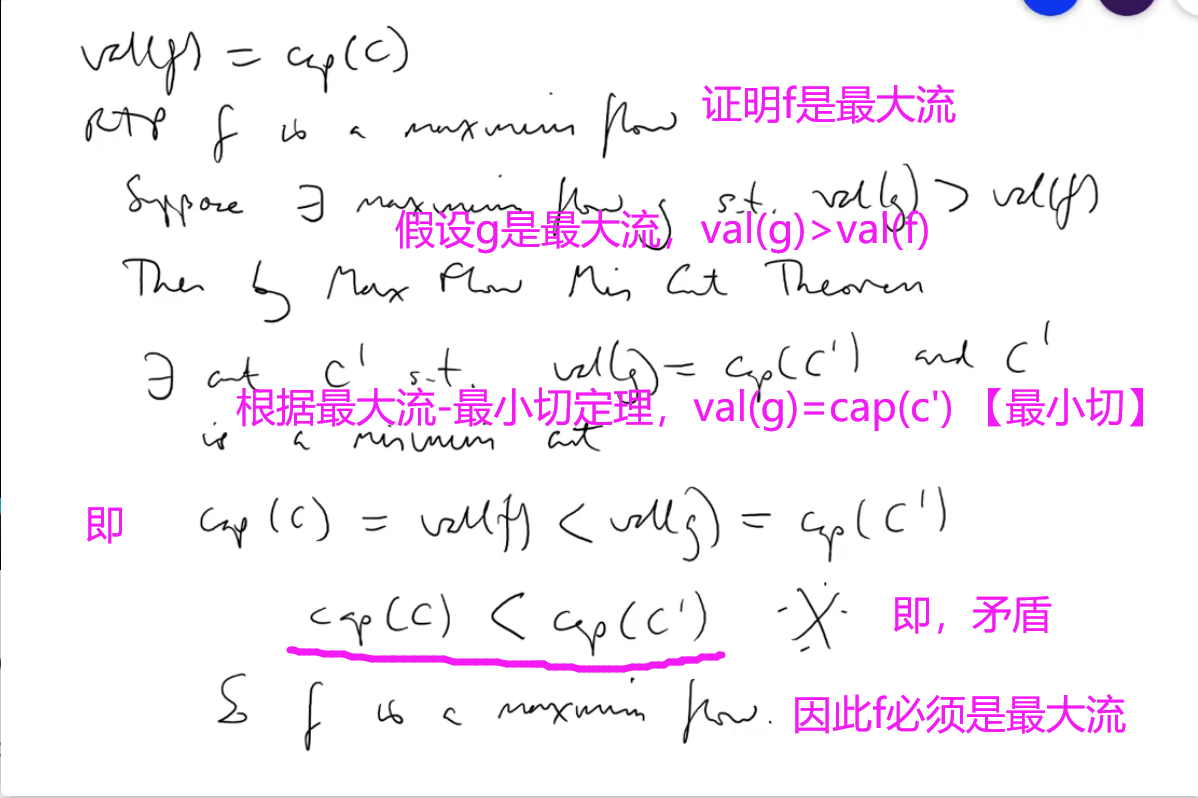 val(f) = cap(C)
RTP f is a maximum flow 证明f是最大流
Suppose ∃ maximum flow g s.t. val(g) > val(f)
假设g是最大流，val(g)>val(f)
Then by Max Flow Min Cut Theorem
∃ cut C' s.t. val(g) = cap(C') and C'
根据最大流-最小切定理，val(g)=cap(c')【最小切】
is a minimum cut
即 cap(C) = val(f) < val(g) = cap(C')
cap(C) < cap(C') 即，矛盾
So f is a maximum flow. 因此f必须是最大流